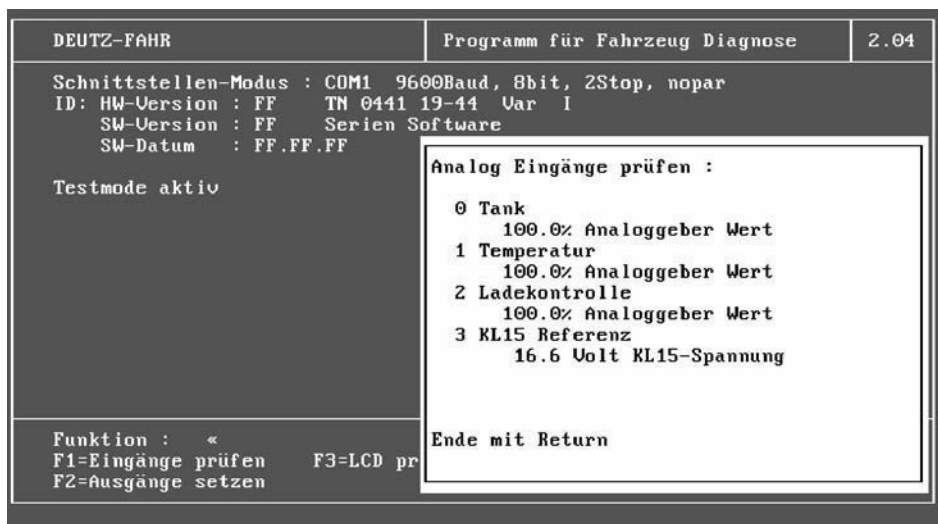 DEUTZ-FAHR Programm für Fahrzeug Diagnose 2.04
Schnittstellen-Modus : COM1 9600Baud, 8bit, 2Stop, nopar
ID: HW-Version : FF TN 0441 19-44 Var I
SW-Version : FF Serien Software
SW-Datum : FF.FF.FF
Testmode aktiv
Analog Eingänge prüfen :
0 Tank
100.0% Analoggeber Wert
1 Temperatur
100.0% Analoggeber Wert
2 Ladekontrolle
100.0% Analoggeber Wert
3 KL15 Referenz
16.6 Volt KL15-Spannung
Ende mit Return
Funktion : «
F1=Eingänge prüfen F3=LCD pr
F2=Ausgänge setzen